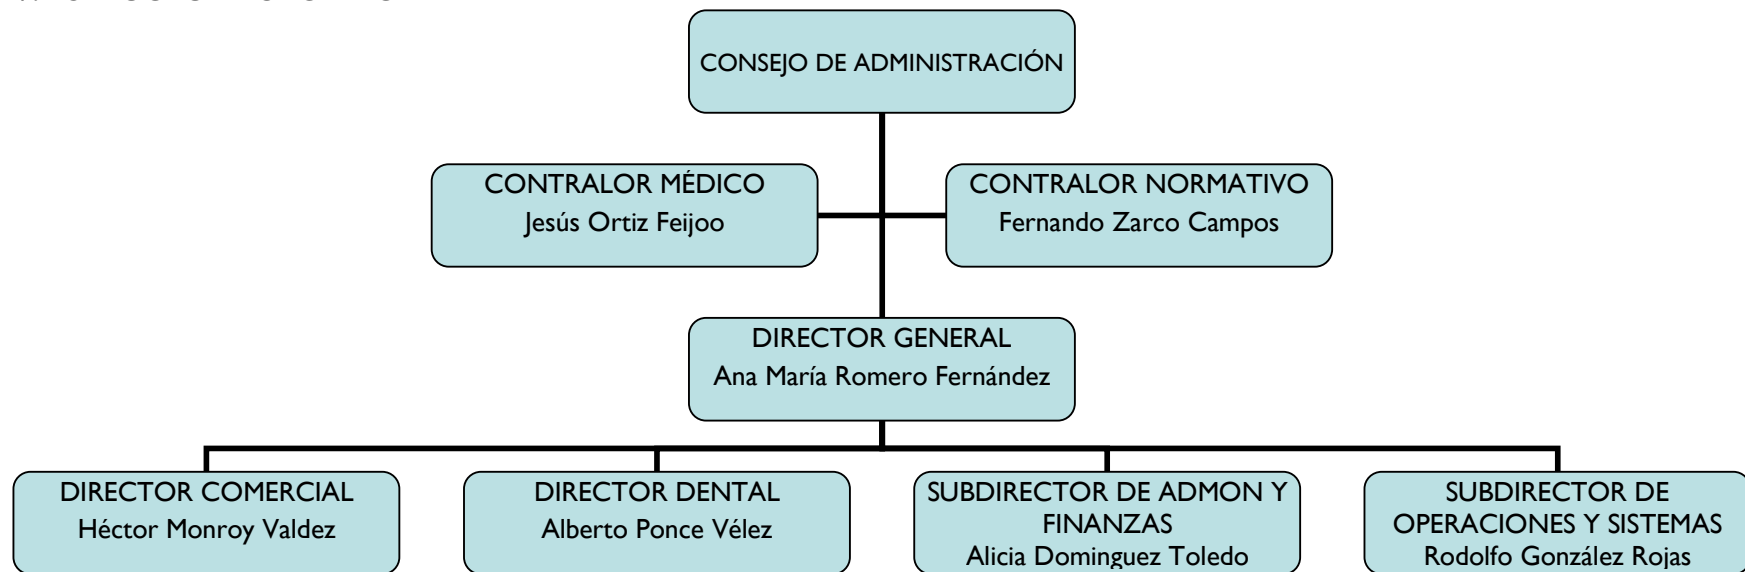 CONSEJO DE ADMINISTRACIÓN
CONTRALOR MÉDICO
Jesús Ortiz Feijoo
CONTRALOR NORMATIVO
Fernando Zarco Campos
DIRECTOR GENERAL
Ana María Romero Fernández
DIRECTOR COMERCIAL
Héctor Monroy Valdez
DIRECTOR DENTAL
Alberto Ponce Vélez
SUBDIRECTOR DE ADMON Y
FINANZAS
Alicia Dominguez Toledo
SUBDIRECTOR DE
OPERACIONES Y SISTEMAS
Rodolfo González Rojas